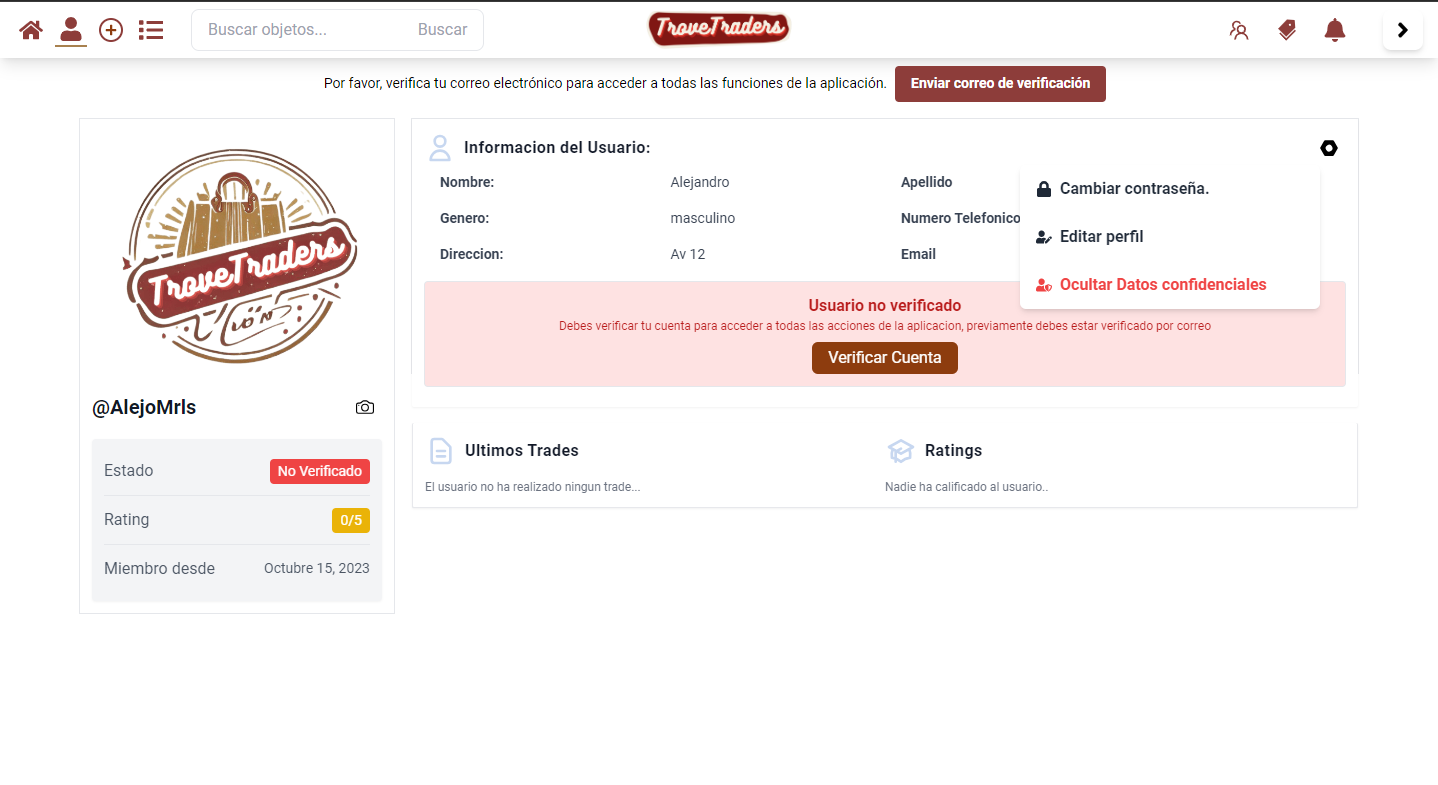 Buscar objetos... Buscar TroveTraders
Por favor, verifica tu correo electrónico para acceder a todas las funciones de la aplicación. Enviar correo de verificación
TroveTraders
@AlejoMrls
Estado No Verificado
Rating 0/5
Miembro desde Octubre 15, 2023
Informacion del Usuario:
Nombre: Alejandro Apellido
Genero: masculino Numero Telefonico
Direccion: Av 12 Email
Cambiar contraseña.
Editar perfil
Ocultar Datos confidenciales
Usuario no verificado
Debes verificar tu cuenta para acceder a todas las acciones de la aplicacion, previamente debes estar verificado por correo
Verificar Cuenta
Ultimos Trades
El usuario no ha realizado ningun trade...
Ratings
Nadie ha calificado al usuario..